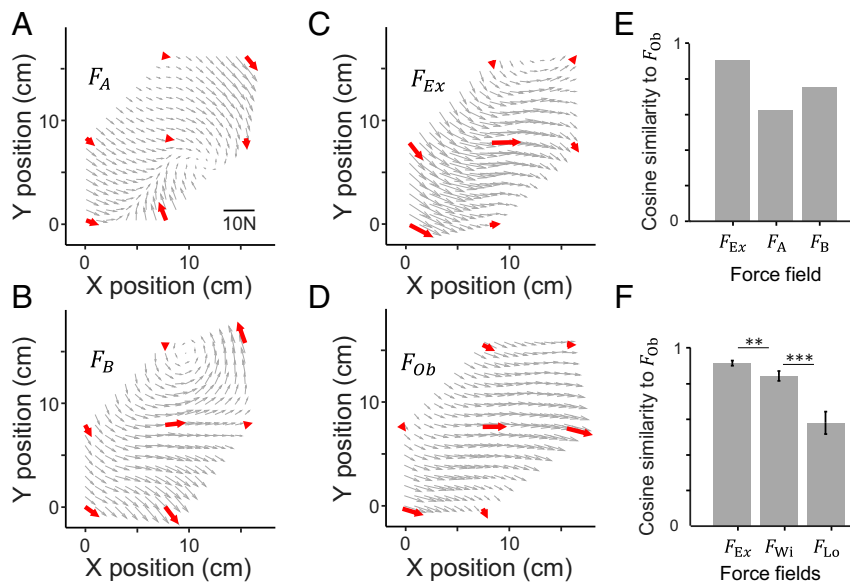 A
F_A
Y position (cm)
10
0
0
10
X position (cm)
10N
B
F_B
Y position (cm)
10
0
0
10
X position (cm)
C
F_Ex
Y position (cm)
10
0
0
10
X position (cm)
D
F_Ob
Y position (cm)
10
0
0
10
X position (cm)
E
Cosine similarity to F_Ob
1
0
F_Ex F_A F_B
Force field
F
Cosine similarity to F_Ob
1
0
** ***
F_Ex F_Wi F_Lo
Force fields